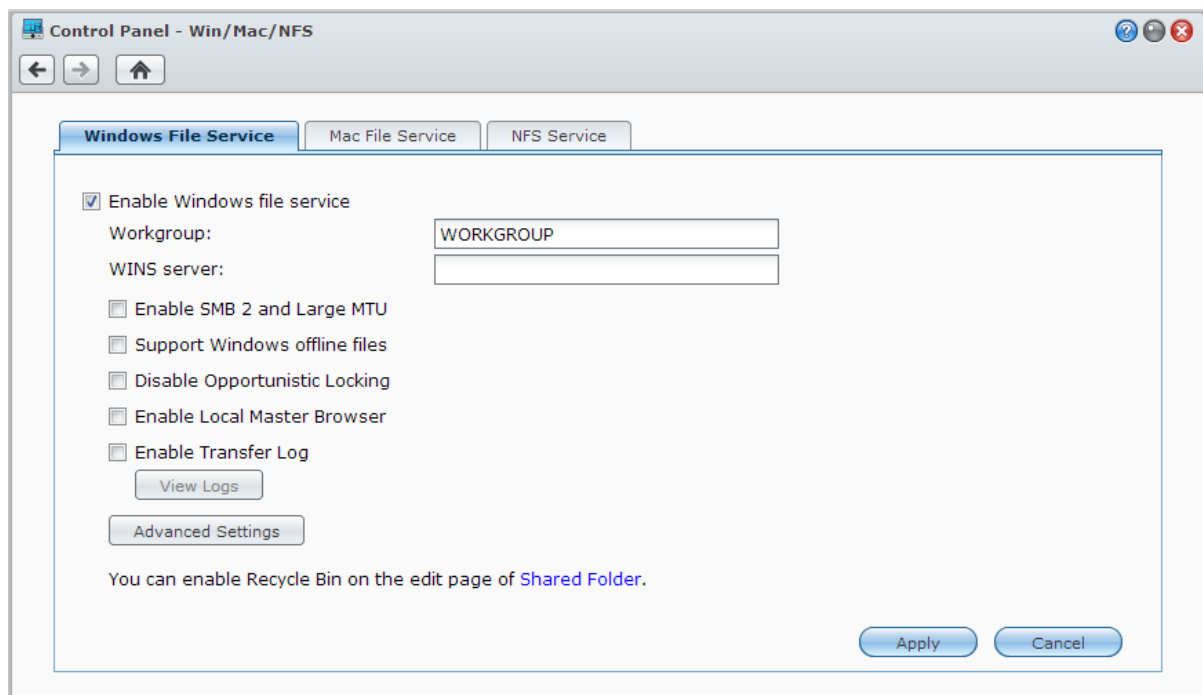 Control Panel - Win/Mac/NFS
Windows File Service Mac File Service NFS Service
Enable Windows file service
Workgroup: WORKGROUP
WINS server:
Enable SMB 2 and Large MTU
Support Windows offline files
Disable Opportunistic Locking
Enable Local Master Browser
Enable Transfer Log
View Logs
Advanced Settings
You can enable Recycle Bin on the edit page of Shared Folder.
Apply Cancel